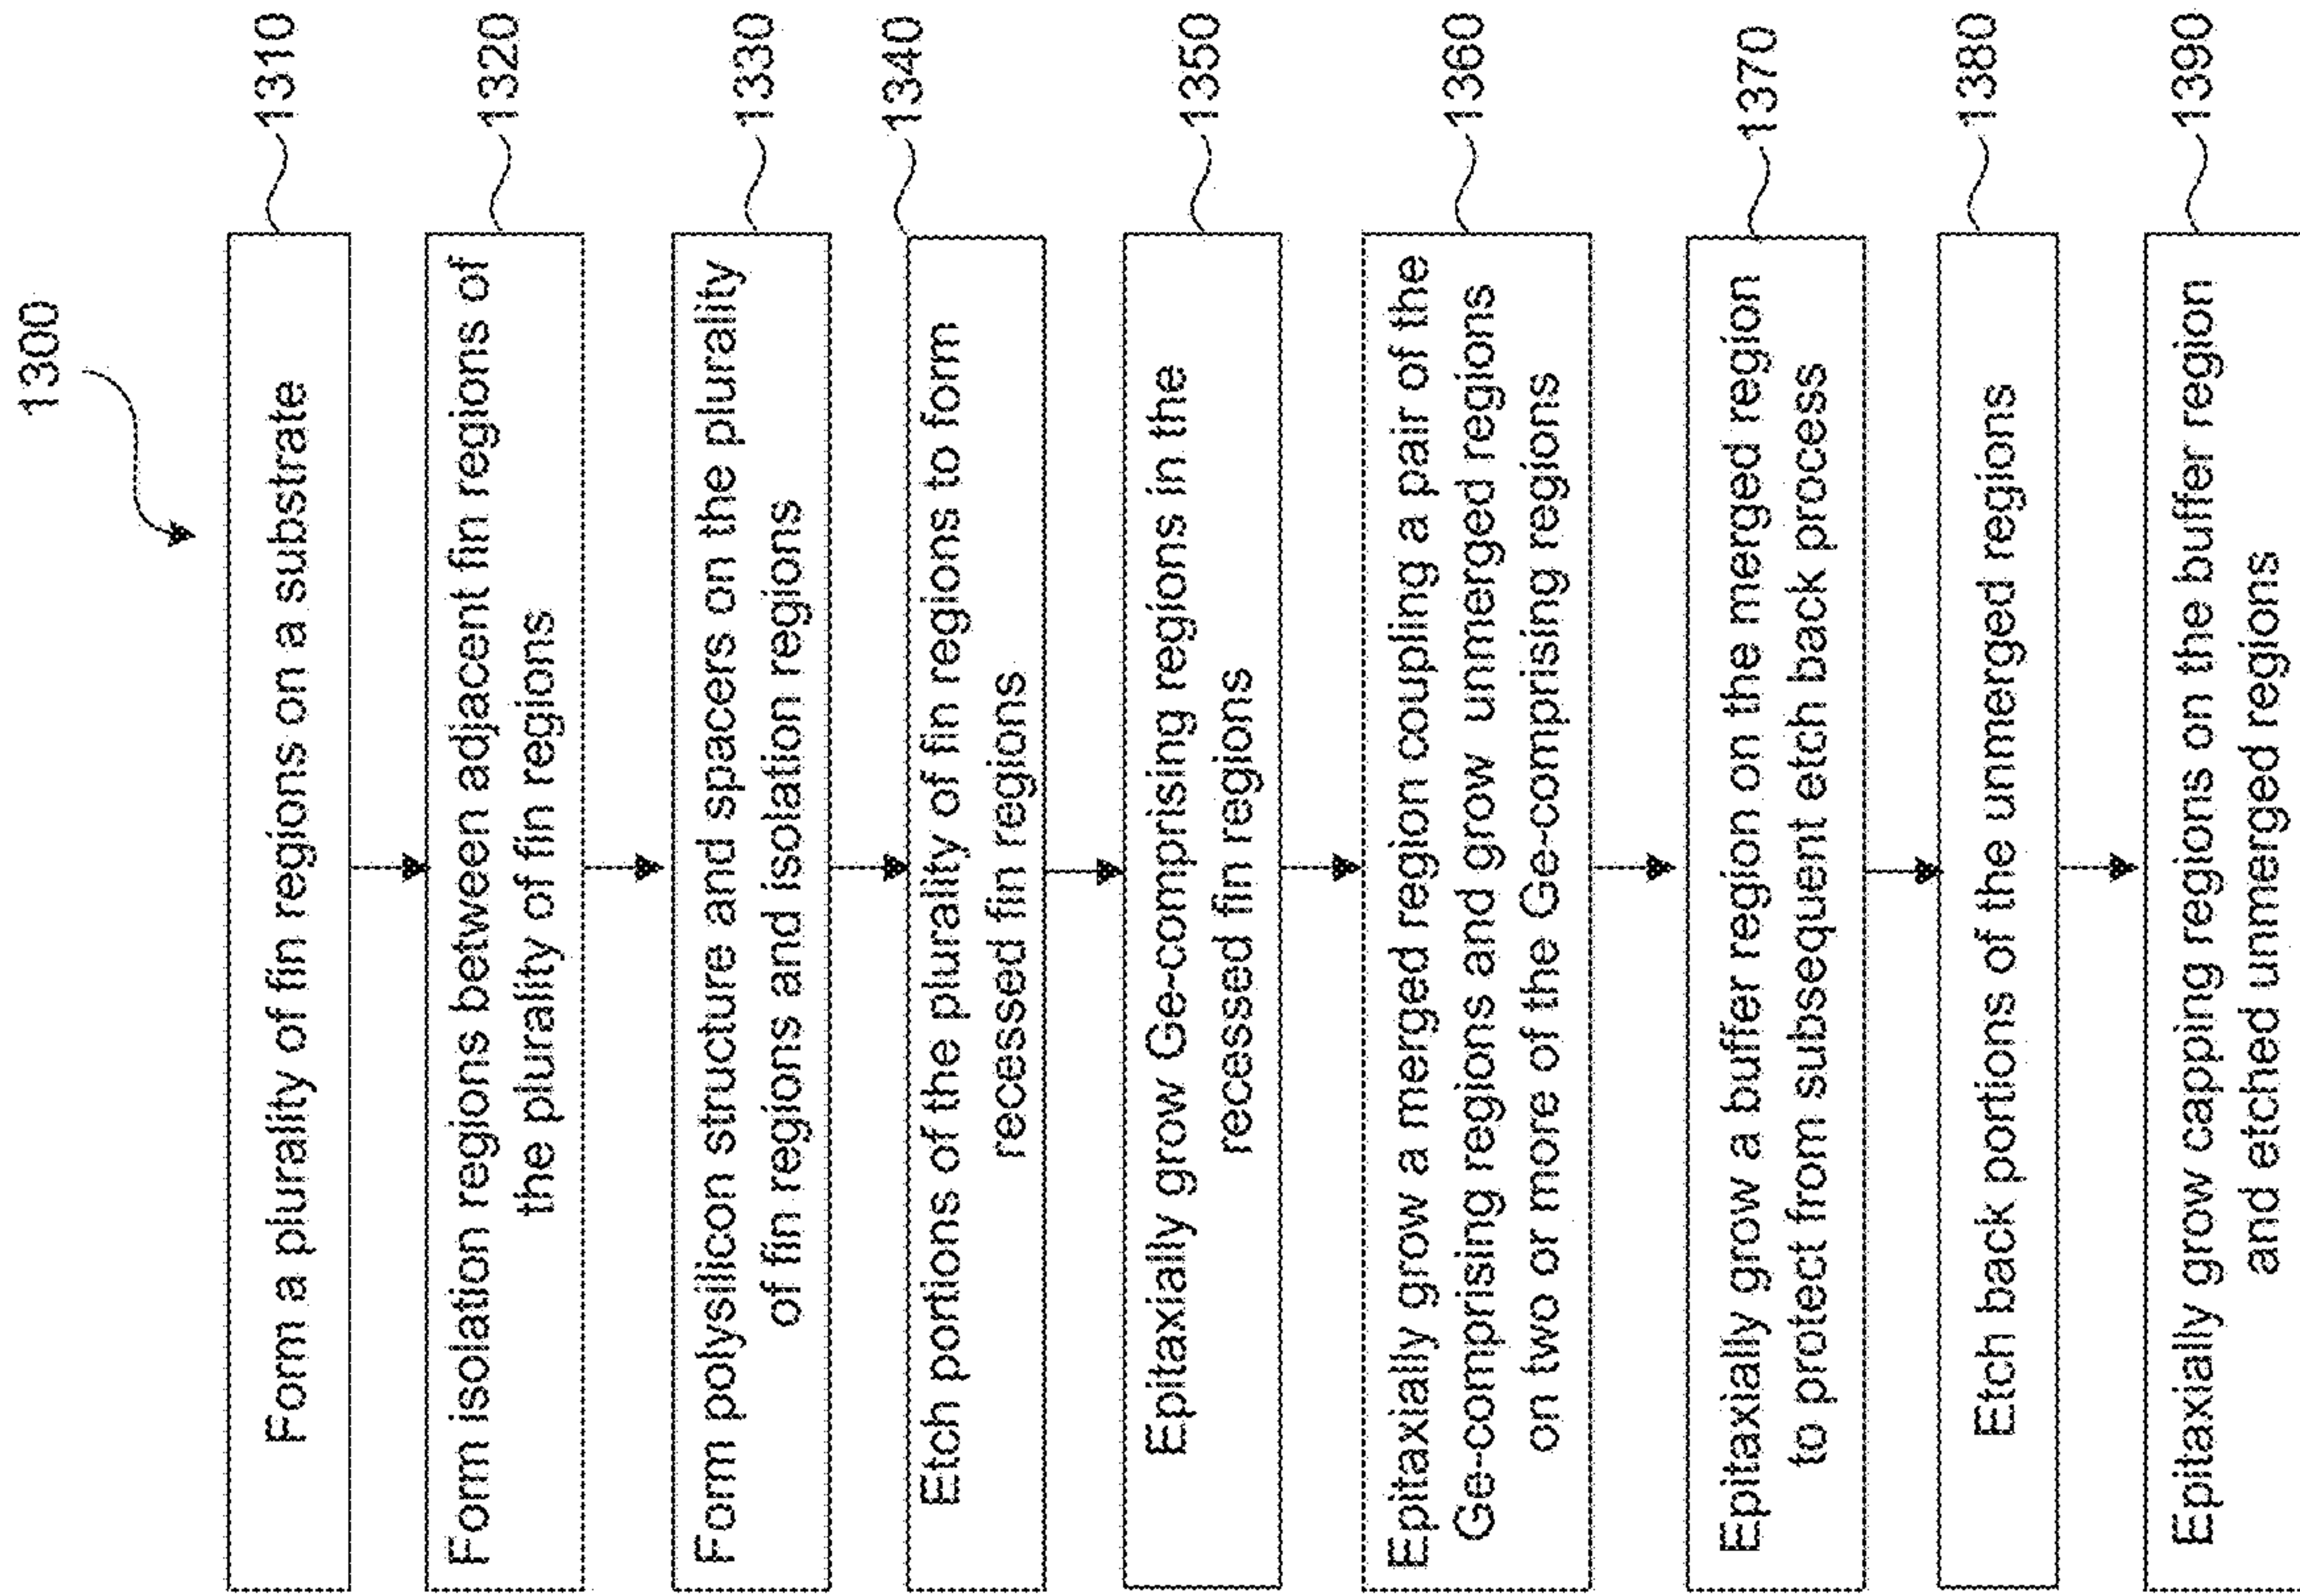 1300
Form a plurality of fin regions on a substrate
1310
Form isolation regions between adjacent fin regions of
the plurality of fin regions
1320
Form polysilicon structure and spacers on the plurality
of fin regions and isolation regions
1330
Etch portions of the plurality of fin regions to form
recessed fin regions
1340
Epitaxially grow Ge-comprising regions in the
recessed fin regions
1350
Epitaxially grow a merged region coupling a pair of the
Ge-comprising regions and grow unmerged regions
on two or more of the Ge-comprising regions
1360
Epitaxially grow a buffer region on the merged region
to protect from subsequent etch back process
1370
Etch back portions of the unmerged regions
1380
Epitaxially grow capping regions on the buffer region
and etched unmerged regions
1390